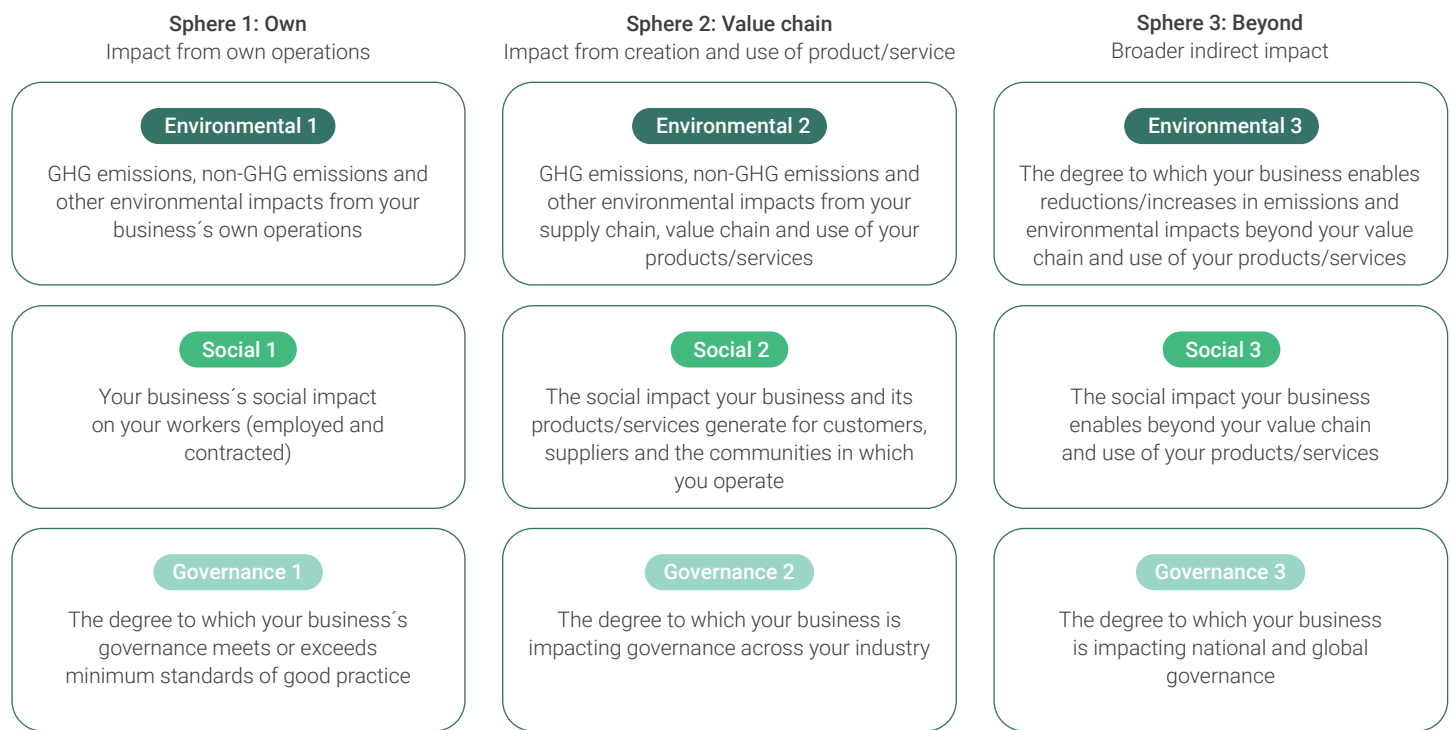 Sphere 1: Own
Impact from own operations
Sphere 2: Value chain
Impact from creation and use of product/service
Sphere 3: Beyond
Broader indirect impact
Environmental 1
GHG emissions, non-GHG emissions and
other environmental impacts from your
business´s own operations
Environmental 2
GHG emissions, non-GHG emissions and
other environmental impacts from your
supply chain, value chain and use of your
products/services
Environmental 3
The degree to which your business enables
reductions/increases in emissions and
environmental impacts beyond your value
chain and use of your products/services
Social 1
Your business´s social impact
on your workers (employed and
contracted)
Social 2
The social impact your business and its
products/services generate for customers,
suppliers and the communities in which
you operate
Social 3
The social impact your business
enables beyond your value chain
and use of your products/services
Governance 1
The degree to which your business´s
governance meets or exceeds
minimum standards of good practice
Governance 2
The degree to which your business is
impacting governance across your industry
Governance 3
The degree to which your business
is impacting national and global
governance